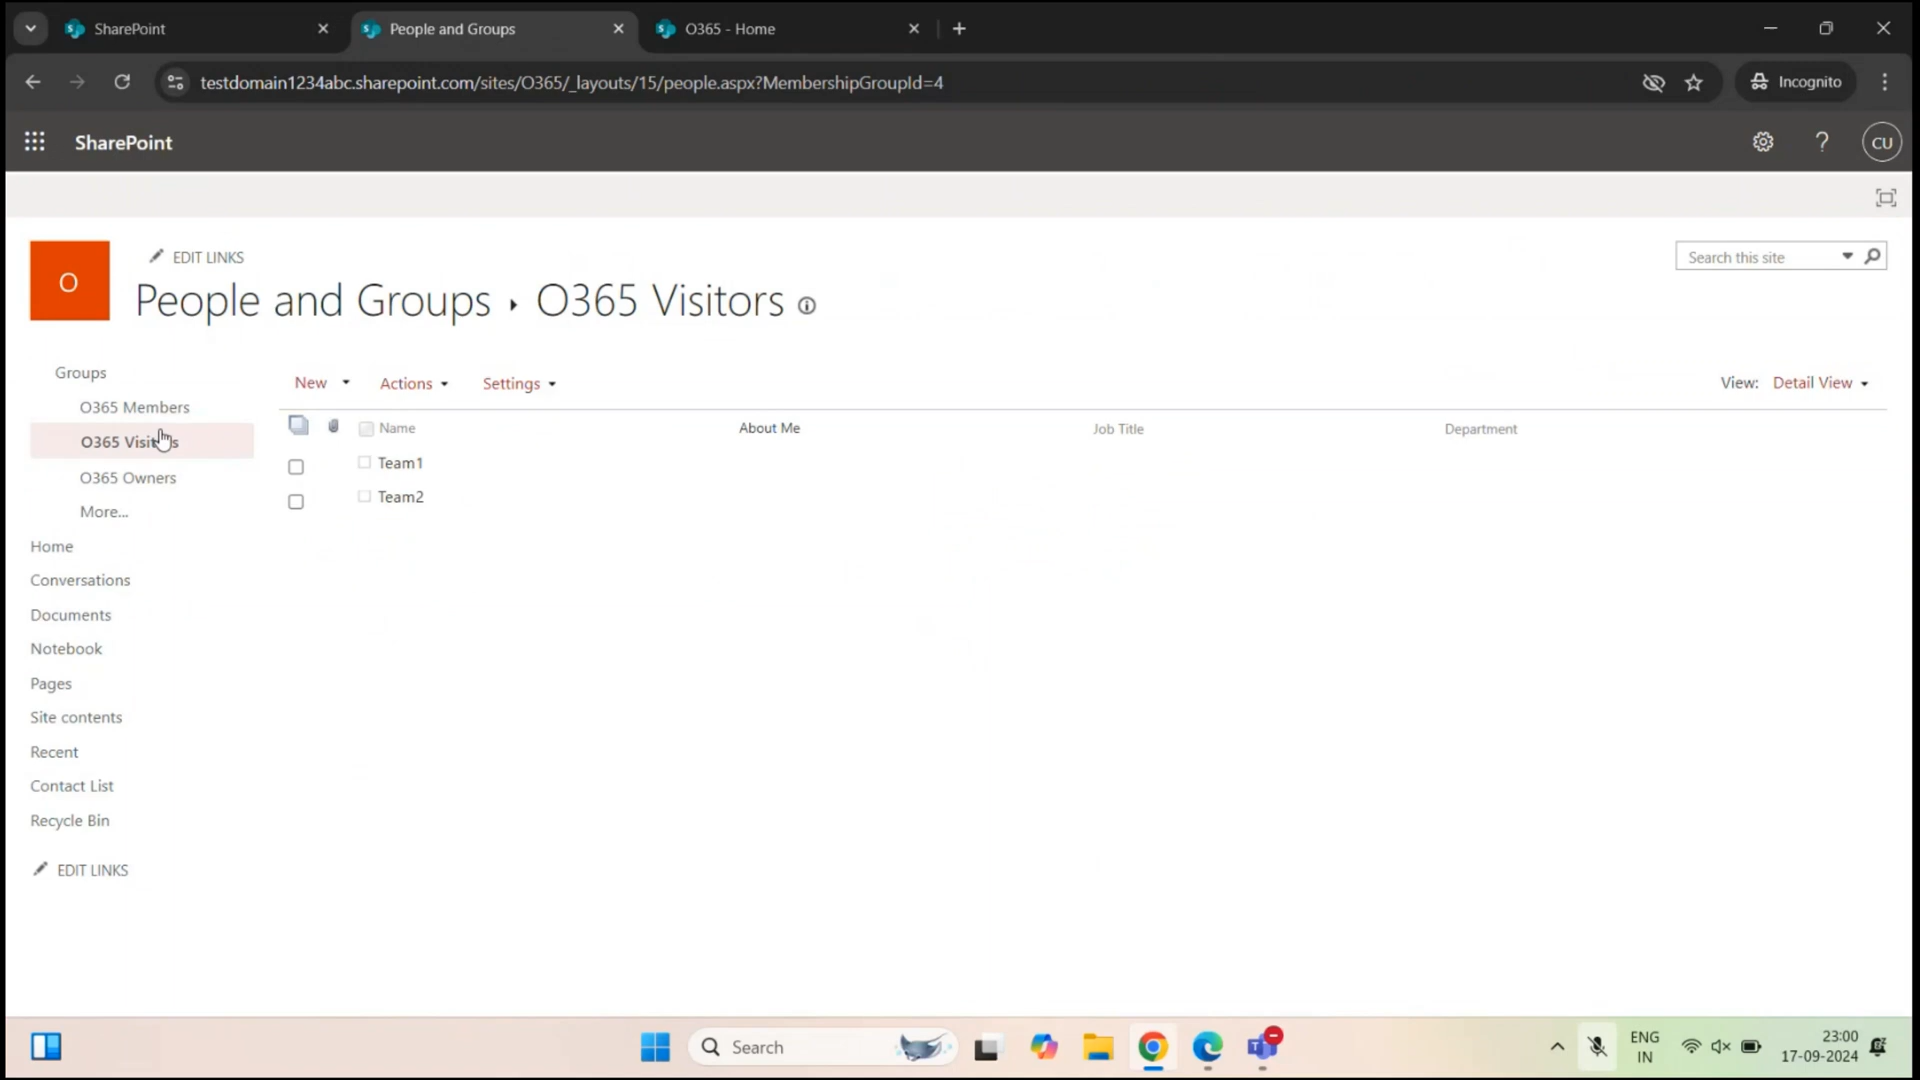 SharePoint
People and Groups
O365 - Home
testdomain1234abc.sharepoint.com/sites/O365/_layouts/15/people.aspx?MembershipGroupId=4
Incognito
SharePoint
?
CU
O
EDIT LINKS
Search this site
People and Groups ▸ O365 Visitors
Groups
O365 Members
O365 Visitors
O365 Owners
More...
Home
Conversations
Documents
Notebook
Pages
Site contents
Recent
Contact List
Recycle Bin
EDIT LINKS
New Actions Settings
View: Detail View
Name About Me Job Title Department
Team1
Team2
Search
ENG
IN
23:00
17-09-2024